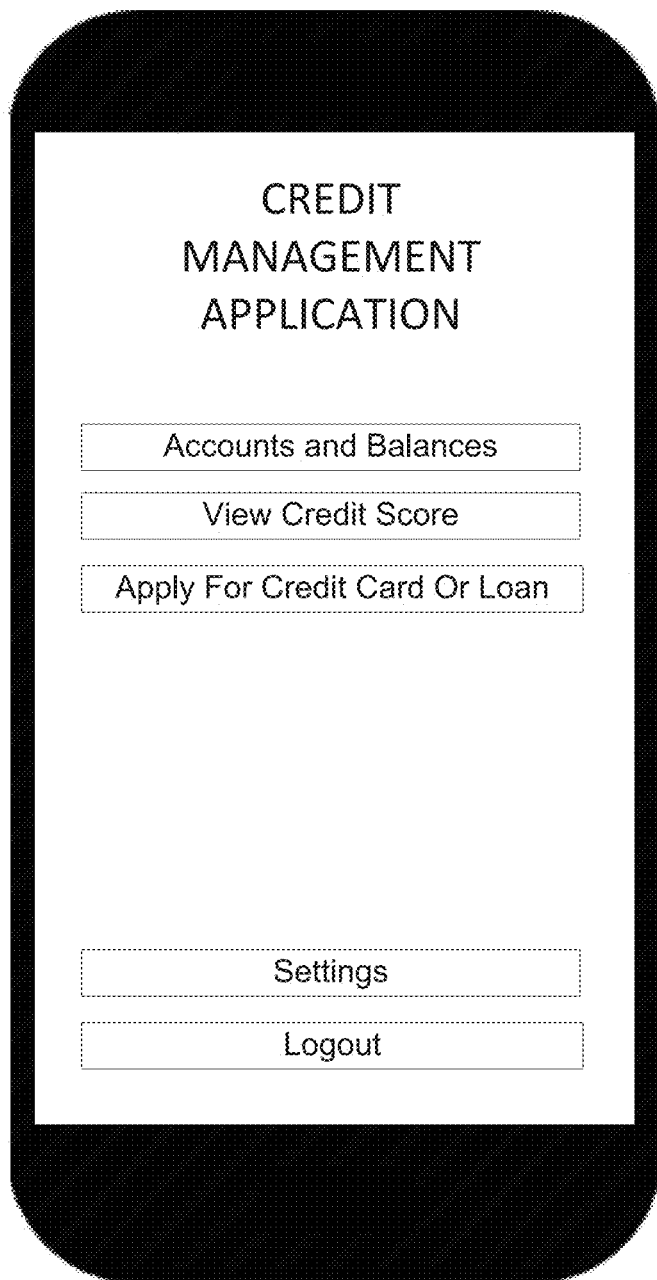 CREDIT
MANAGEMENT
APPLICATION
Accounts and Balances
View Credit Score
Apply For Credit Card Or Loan
Settings
Logout